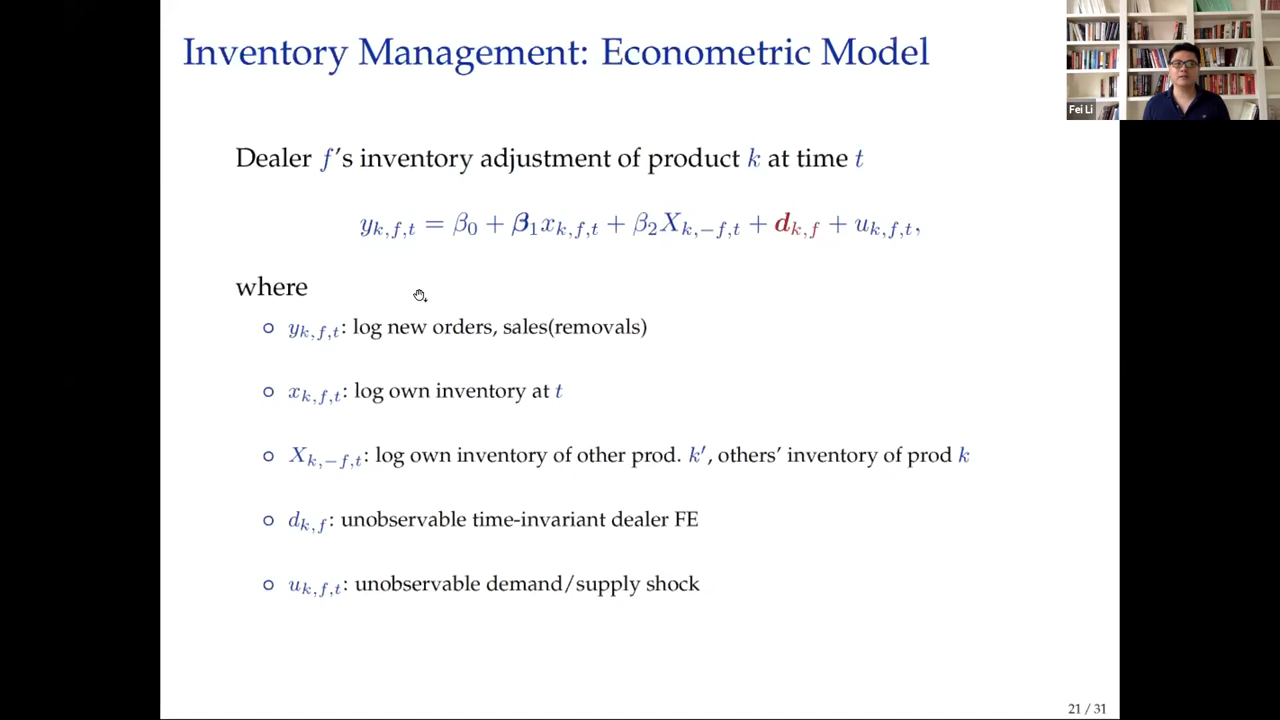 Inventory Management: Econometric Model
Fei Li
Dealer f's inventory adjustment of product k at time t
y_{k,f,t} = β_0 + β_1 x_{k,f,t} + β_2 X_{k,−f,t} + d_{k,f} + u_{k,f,t},
where
y_{k,f,t}: log new orders, sales(removals)
x_{k,f,t}: log own inventory at t
X_{k,−f,t}: log own inventory of other prod. k′, others' inventory of prod k
d_{k,f}: unobservable time-invariant dealer FE
u_{k,f,t}: unobservable demand/supply shock
21 / 31